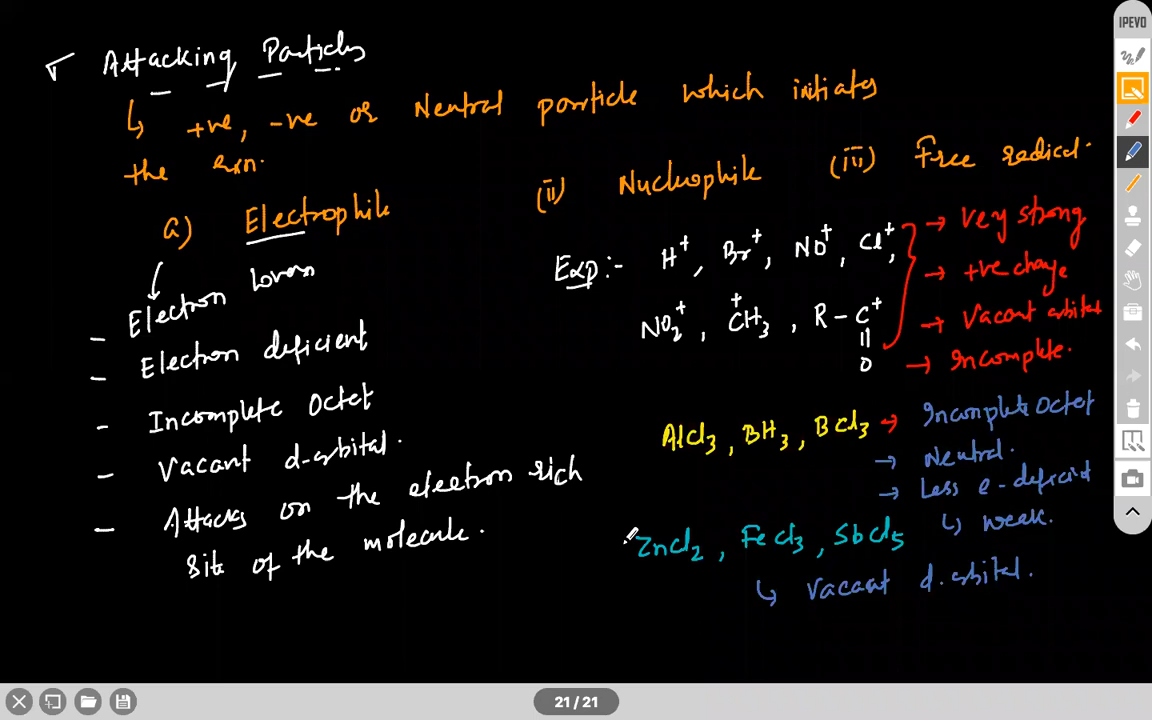 Attacking Particles
↳ +ve, -ve or Neutral particle which initiates
the rxn.
a) Electrophile
(ii) Nucleophile
(iii) Free radical.
Electron lovers
- Electron deficient
- Incomplete Octet
- Vacant d-orbital.
- Attacks on the electron rich
site of the molecule.
Exp:- H+, Br+, NO+, Cl+,
NO2+, +CH3, R - C+
O
→ Very strong
→ +ve charge
→ Vacant orbital
→ Incomplete.
AlCl3, BH3, BCl3 → Incomplete Octet
→ Neutral.
→ Less e- deficient
↳ weak.
ZnCl2, FeCl3, SbCl5
↳ Vacant d.orbital.
IPEVO
21 / 21